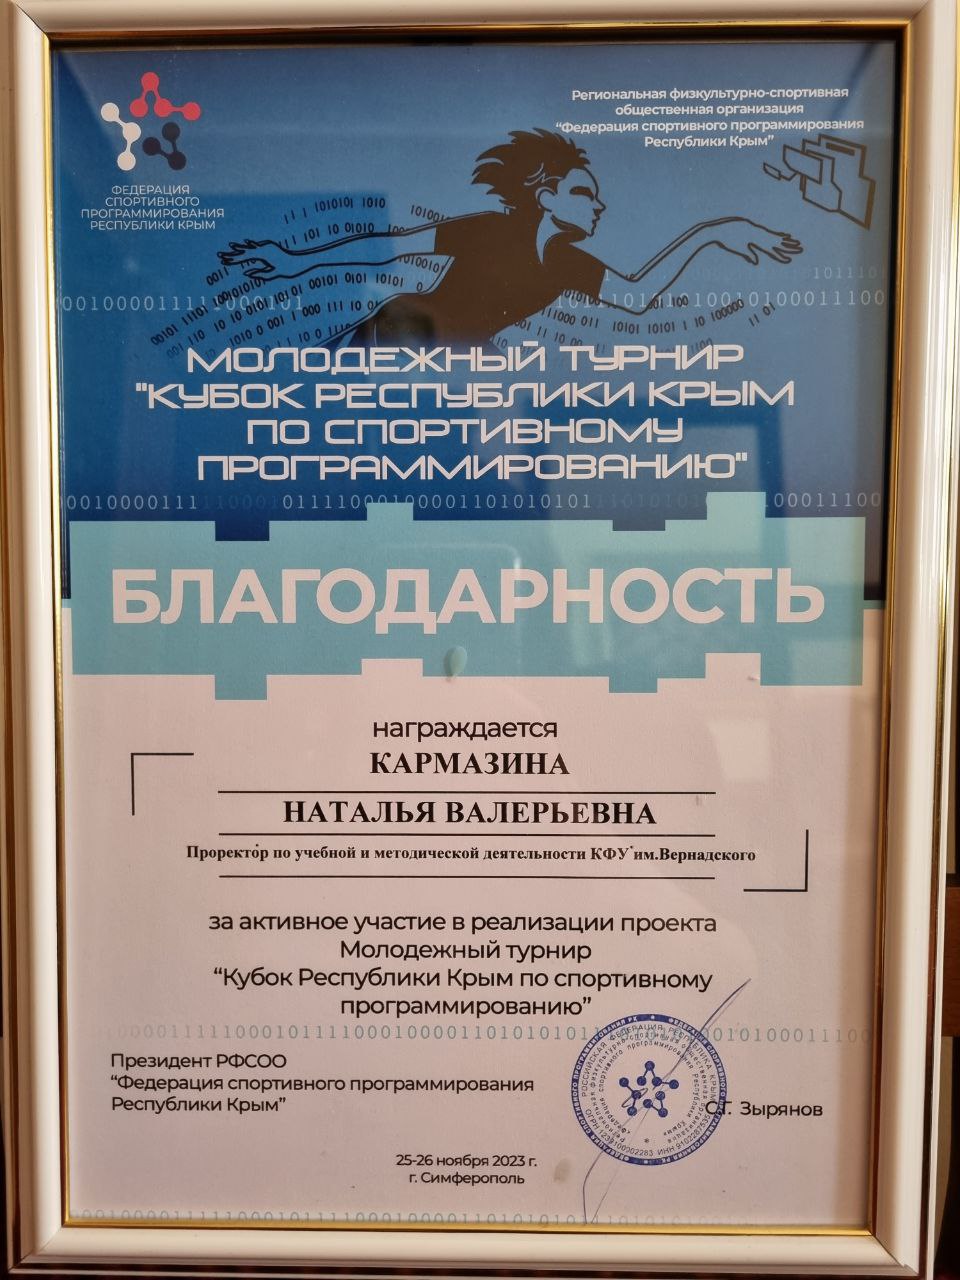 ФЕДЕРАЦИЯ
СПОРТИВНОГО
ПРОГРАММИРОВАНИЯ
РЕСПУБЛИКИ КРЫМ
Региональная физкультурно-спортивная
общественная организация
“Федерация спортивного программирования
Республики Крым”
МОЛОДЕЖНЫЙ ТУРНИР
"КУБОК РЕСПУБЛИКИ КРЫМ
ПО СПОРТИВНОМУ
ПРОГРАММИРОВАНИЮ"
БЛАГОДАРНОСТЬ
награждается
КАРМАЗИНА
НАТАЛЬЯ ВАЛЕРЬЕВНА
Проректор по учебной и методической деятельности КФУ им.Вернадского
за активное участие в реализации проекта
Молодежный турнир
“Кубок Республики Крым по спортивному
программированию”
Президент РФСОО
“Федерация спортивного программирования
Республики Крым”
С.Г. Зырянов
25-26 ноября 2023 г.
г. Симферополь